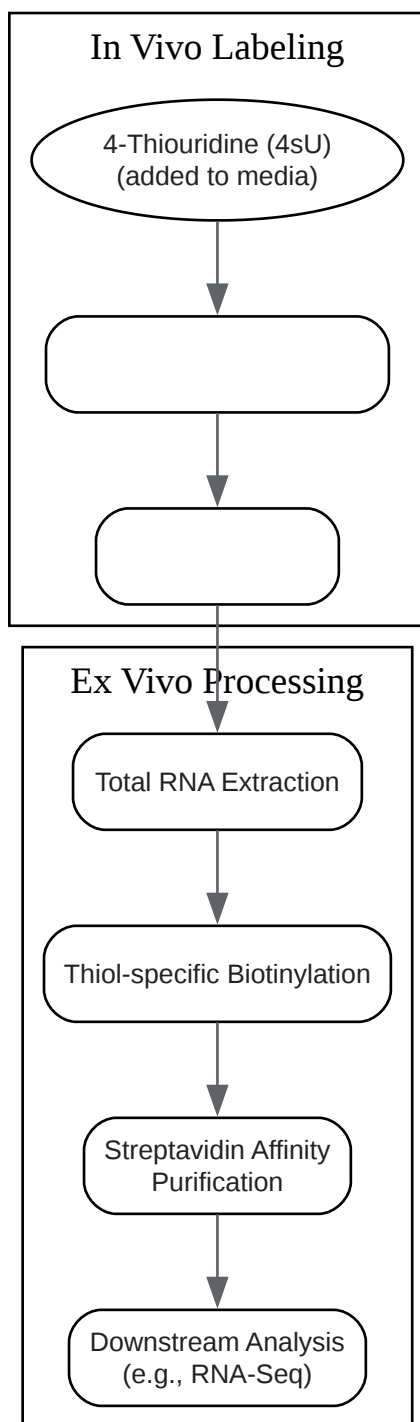 In Vivo Labeling
4-Thiouridine (4sU)
(added to media)
Ex Vivo Processing
Total RNA Extraction
Thiol-specific Biotinylation
Streptavidin Affinity
Purification
Downstream Analysis
(e.g., RNA-Seq)